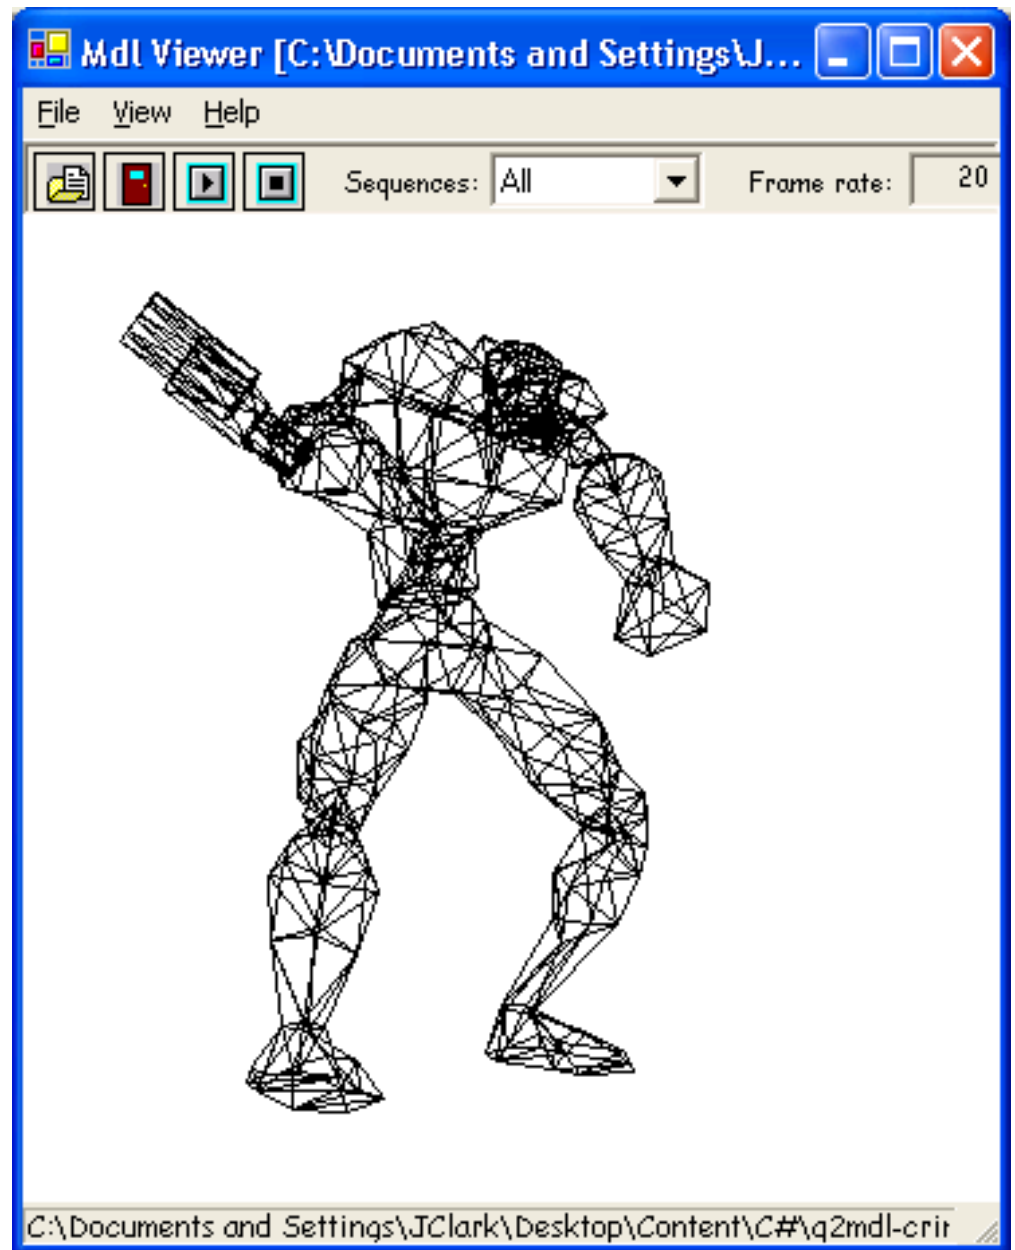 Mdl Viewer [C:\Documents and Settings\J...
File View Help
Sequences: All Frame rate: 20
C:\Documents and Settings\JClark\Desktop\Content\C#\q2mdl-crir